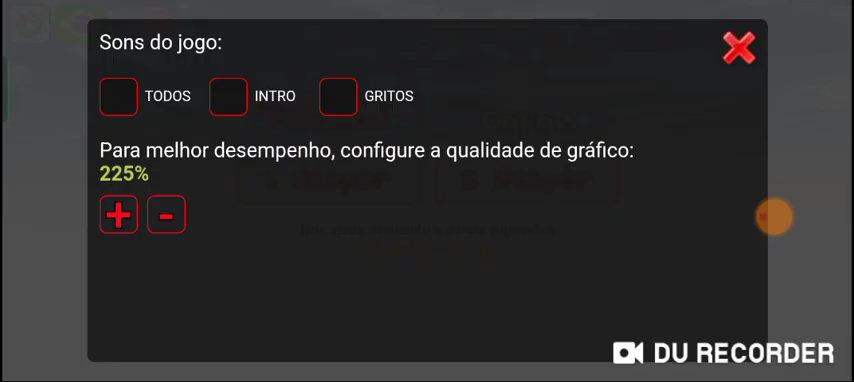 Sons do jogo:
TODOS INTRO GRITOS
Para melhor desempenho, configure a qualidade de gráfico:
225%
+ -
DU RECORDER